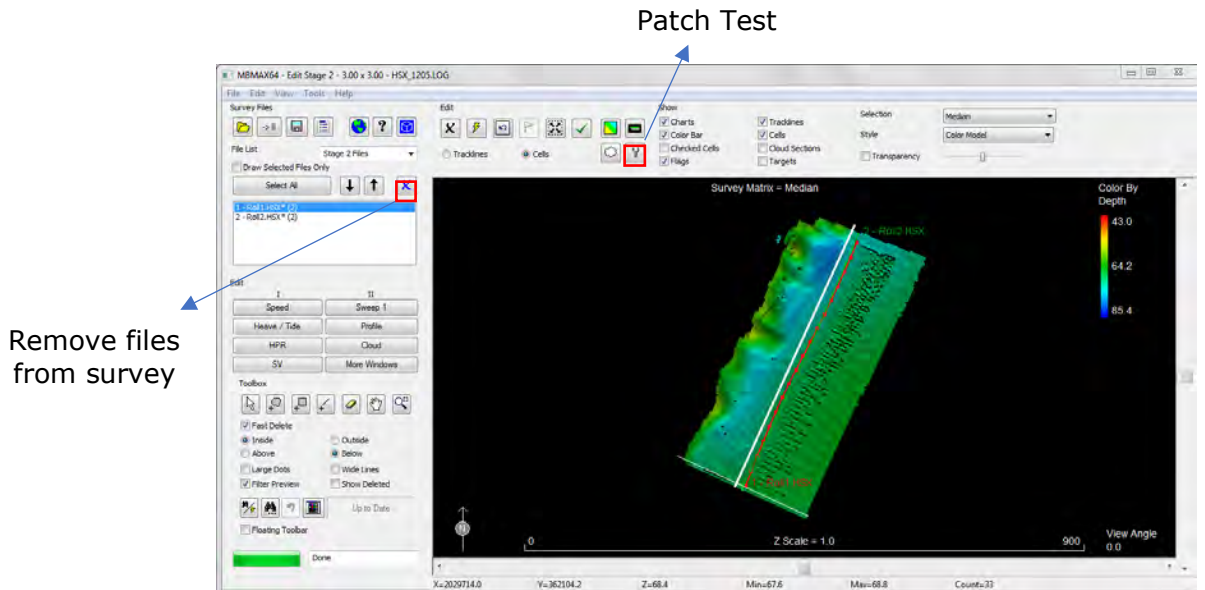 Patch Test
MBMAX64 - Edit Stage 2 - 3.00 x 3.00 - HSX_1205.LOG
File Edit View Tools Help
Survey Files
File List
Stage 2 Files
Draw Selected Files Only
Select All
1 - Roll1.HSX* (2)
2 - Roll2.HSX* (2)
Edit
Tracklines
Cells
Show
Charts
Color Bar
Checked Cells
Flags
Tracklines
Cells
Cloud Sections
Targets
Selection
Median
Style
Color Model
Transparency
Remove files
from survey
Edit
I II
Speed Sweep 1
Heave / Tide Profile
HPR Cloud
SV More Windows
Toolbox
Fast Delete
Inside Outside
Above Below
Large Dots Wide Lines
Filter Preview Show Deleted
Up to Date
Floating Toolbar
Done
Survey Matrix = Median
2 - Roll2.HSX
Color By
Depth
43.0
64.2
85.4
0 Z Scale = 1.0 900
View Angle
0.0
X=2029714.0 Y=362104.2 Z=68.4 Min=67.6 Max=68.8 Count=33